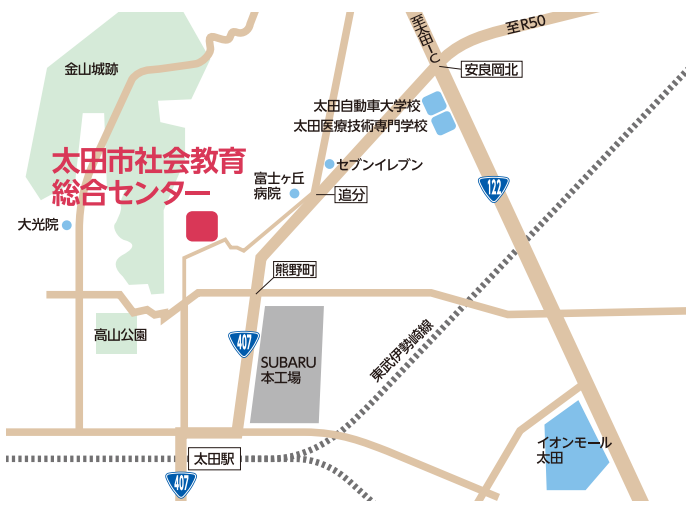 至太田IC
至R50
金山城跡
安良岡北
太田自動車大学校
太田医療技術専門学校
太田市社会教育
総合センター
セブンイレブン
富士ヶ丘
病院
追分
122
大光院
熊野町
高山公園
407
SUBARU
本工場
東武伊勢崎線
イオンモール
太田
太田駅
407